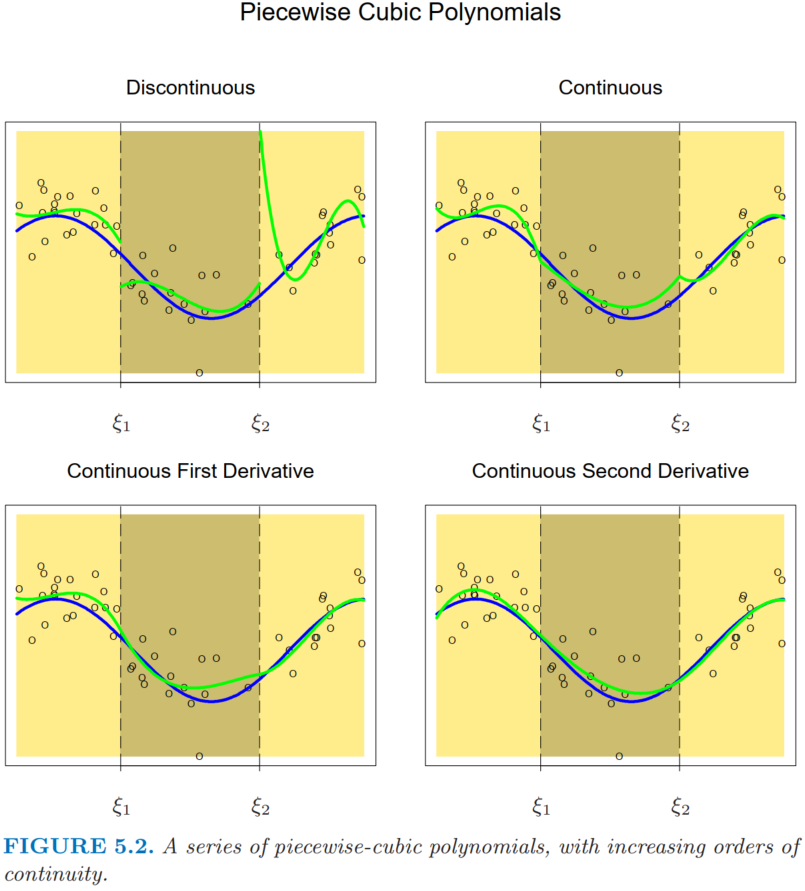 Piecewise Cubic Polynomials
Discontinuous
Continuous
ξ1
ξ2
ξ1
ξ2
Continuous First Derivative
Continuous Second Derivative
ξ1
ξ2
ξ1
ξ2
FIGURE 5.2. A series of piecewise-cubic polynomials, with increasing orders of
continuity.